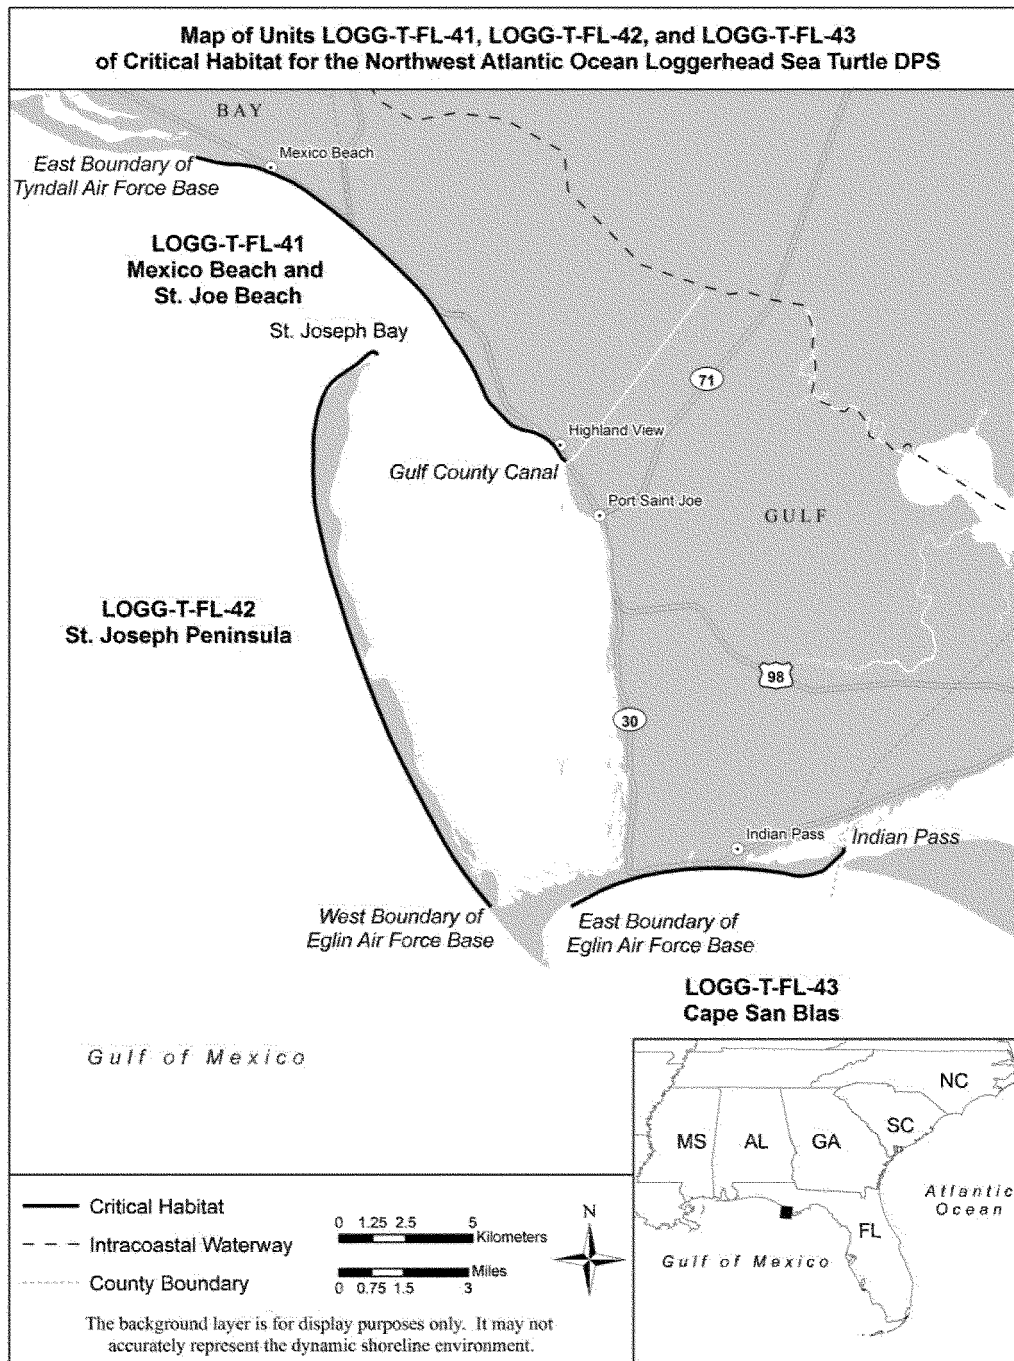 Map of Units LOGG-T-FL-41, LOGG-T-FL-42, and LOGG-T-FL-43
of Critical Habitat for the Northwest Atlantic Ocean Loggerhead Sea Turtle DPS
BAY
Mexico Beach
East Boundary of
Tyndall Air Force Base
LOGG-T-FL-41
Mexico Beach and
St. Joe Beach
St. Joseph Bay
71
Highland View
Gulf County Canal
Port Saint Joe
GULF
LOGG-T-FL-42
St. Joseph Peninsula
98
30
Indian Pass
Indian Pass
West Boundary of
Eglin Air Force Base
East Boundary of
Eglin Air Force Base
LOGG-T-FL-43
Cape San Blas
Gulf of Mexico
NC
SC
MS
AL
GA
Atlantic
Ocean
FL
Gulf of Mexico
Critical Habitat
Intracoastal Waterway
County Boundary
0 1.25 2.5 5
Kilometers
Miles
0 0.75 1.5 3
N
The background layer is for display purposes only. It may not
accurately represent the dynamic shoreline environment.